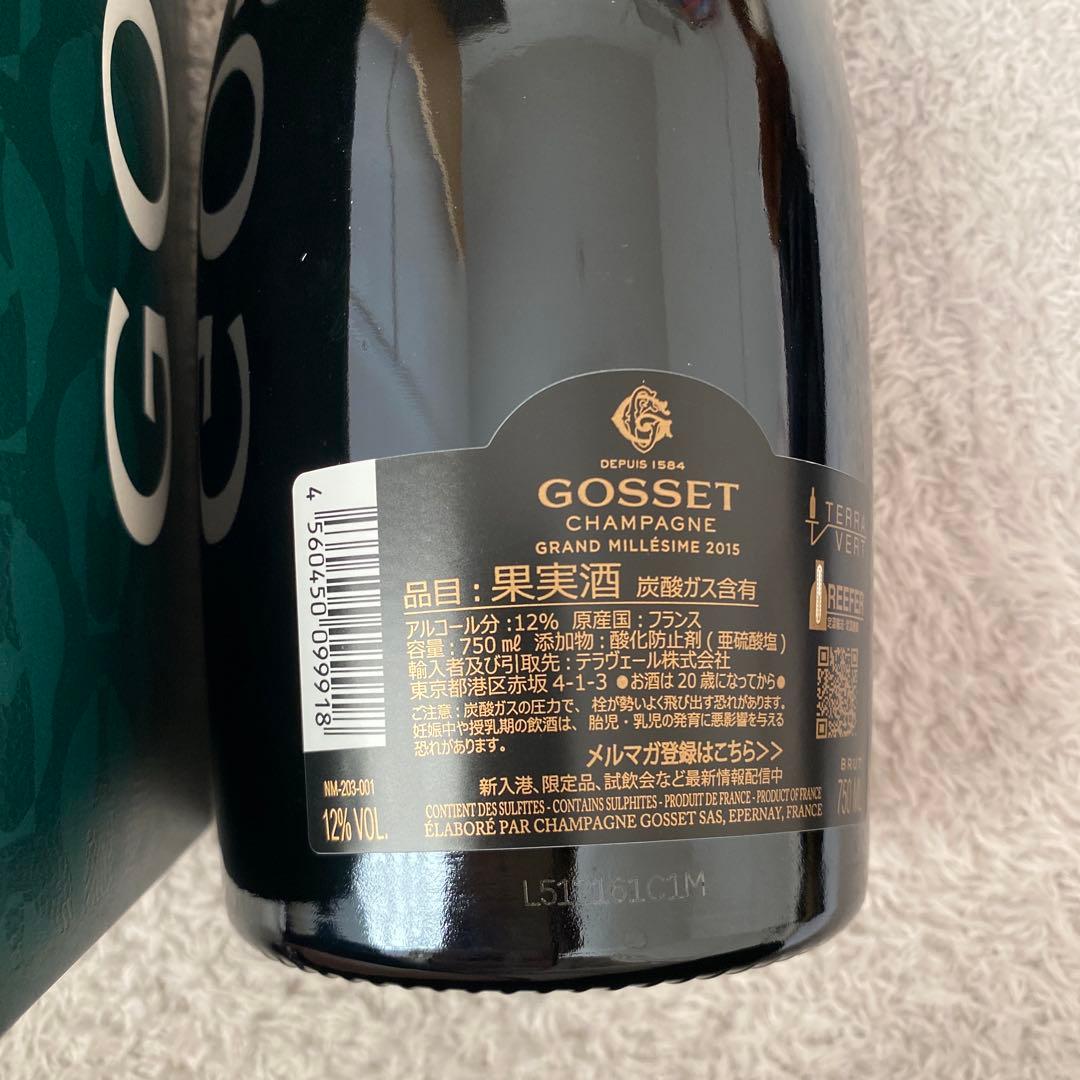 GO
GO
DEPUIS 1584
GOSSET
CHAMPAGNE
GRAND MILLÉSIME 2015
品目：果実酒 炭酸ガス含有
アルコール分：12% 原産国：フランス
容量：750㎖ 添加物：酸化防止剤（亜硫酸塩）
輸入者及び引取先：テラヴェール株式会社
東京都港区赤坂 4-1-3 ●お酒は20歳になってから●
ご注意：炭酸ガスの圧力で、栓が勢いよく飛び出す恐れがあります。
妊娠中や授乳期の飲酒は、胎児・乳児の発育に悪影響を与える
恐れがあります。
メルマガ登録はこちら>>
新入港、限定品、試飲会など最新情報配信中
CONTIENT DES SULFITES - CONTAINS SULPHITES - PRODUIT DE FRANCE - PRODUCT OF FRANCE
ÉLABORÉ PAR CHAMPAGNE GOSSET SAS, EPERNAY, FRANCE
4 560450 099918
NM-203-001
12% VOL.
TERRA
VERT
REEFER
BRUT
750 ML